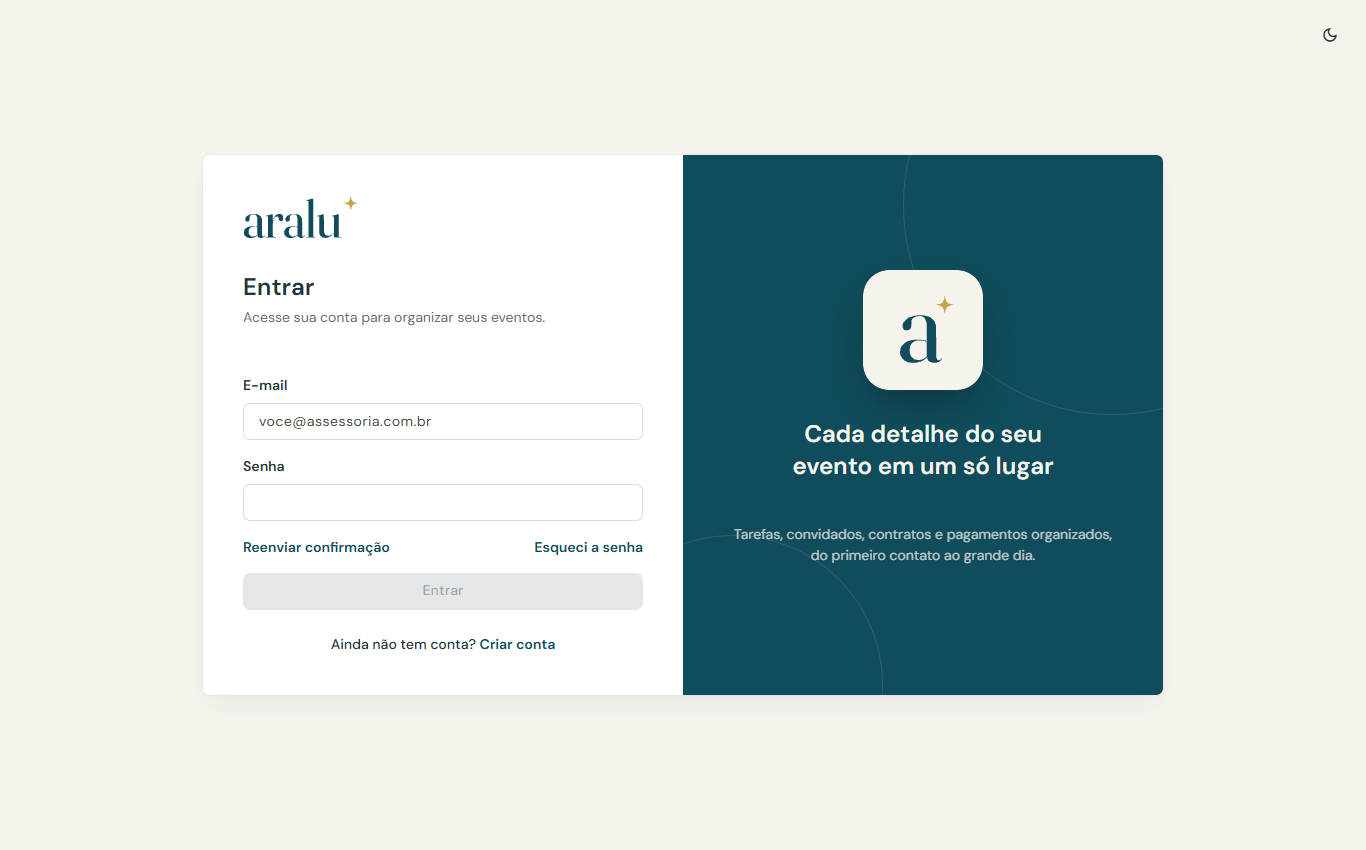 aralu
Entrar
Acesse sua conta para organizar seus eventos.
E-mail
voce@assessoria.com.br
Senha
Reenviar confirmação
Esqueci a senha
Entrar
Ainda não tem conta? Criar conta
a
Cada detalhe do seu
evento em um só lugar
Tarefas, convidados, contratos e pagamentos organizados,
do primeiro contato ao grande dia.